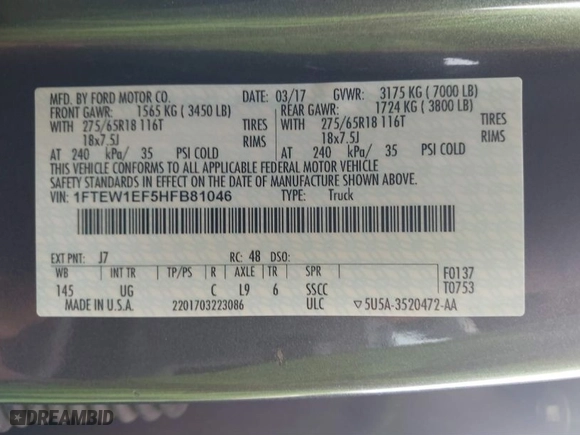 MFD. BY FORD MOTOR CO. DATE: 03/17 GVWR: 3175 KG ( 7000 LB)
FRONT GAWR: 1565 KG ( 3450 LB) REAR GAWR: 1724 KG ( 3800 LB)
WITH 275/65R18 116T TIRES WITH 275/65R18 116T TIRES
18x7.5J RIMS 18x7.5J RIMS
AT 240 kPa/ 35 PSI COLD AT 240 kPa/ 35 PSI COLD
THIS VEHICLE CONFORMS TO ALL APPLICABLE FEDERAL MOTOR VEHICLE
SAFETY STANDARDS IN EFFECT ON THE DATE OF MANUFACTURE SHOWN ABOVE.
VIN: 1FTEW1EF5HFB81046 TYPE: Truck
EXT PNT: J7 RC: 48 DSO:
WB INT TR TP/PS R AXLE TR SPR F0137
145 UG C L9 6 SSCC T0753
MADE IN U.S.A. 2201703223086 ULC ▽5U5A-3520472-AA
DREAMBID